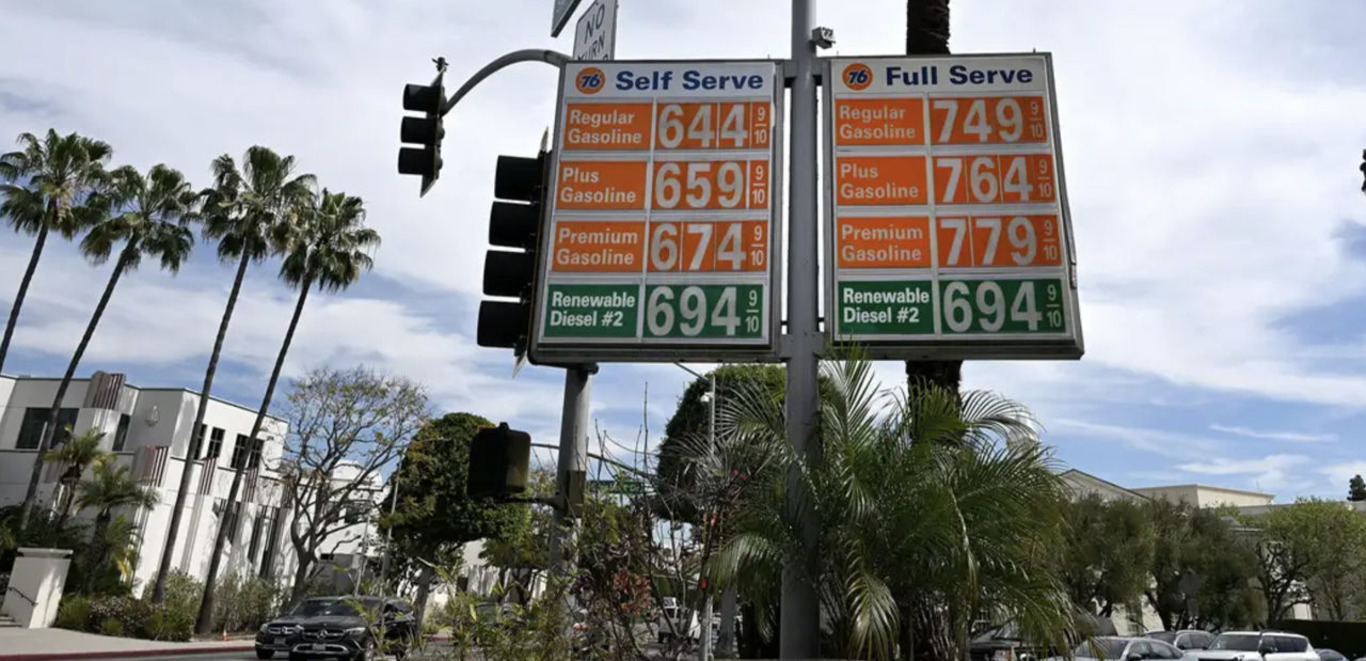 NO
TURN
76 Self Serve
Regular
Gasoline
644 9/10
Plus
Gasoline
659 9/10
Premium
Gasoline
674 9/10
Renewable
Diesel #2
694 9/10
76 Full Serve
Regular
Gasoline
749 9/10
Plus
Gasoline
764 9/10
Premium
Gasoline
779 9/10
Renewable
Diesel #2
694 9/10